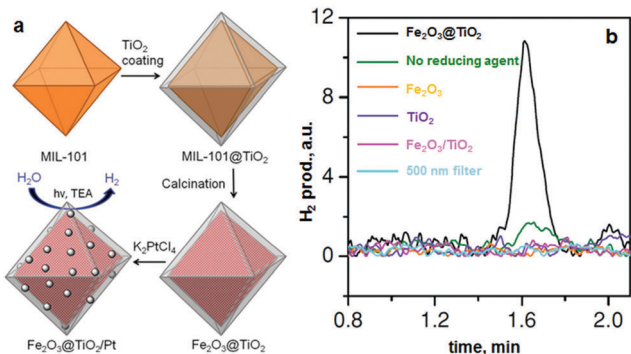 a
TiO₂
coating
MIL-101
MIL-101@TiO₂
Calcination
H₂O
H₂
hv, TEA
K₂PtCl₄
Fe₂O₃@TiO₂/Pt
Fe₂O₃@TiO₂
b
H₂ prod., a.u.
12
8
4
0
Fe₂O₃@TiO₂
No reducing agent
Fe₂O₃
TiO₂
Fe₂O₃/TiO₂
500 nm filter
0.8
1.2
1.6
2.0
time, min